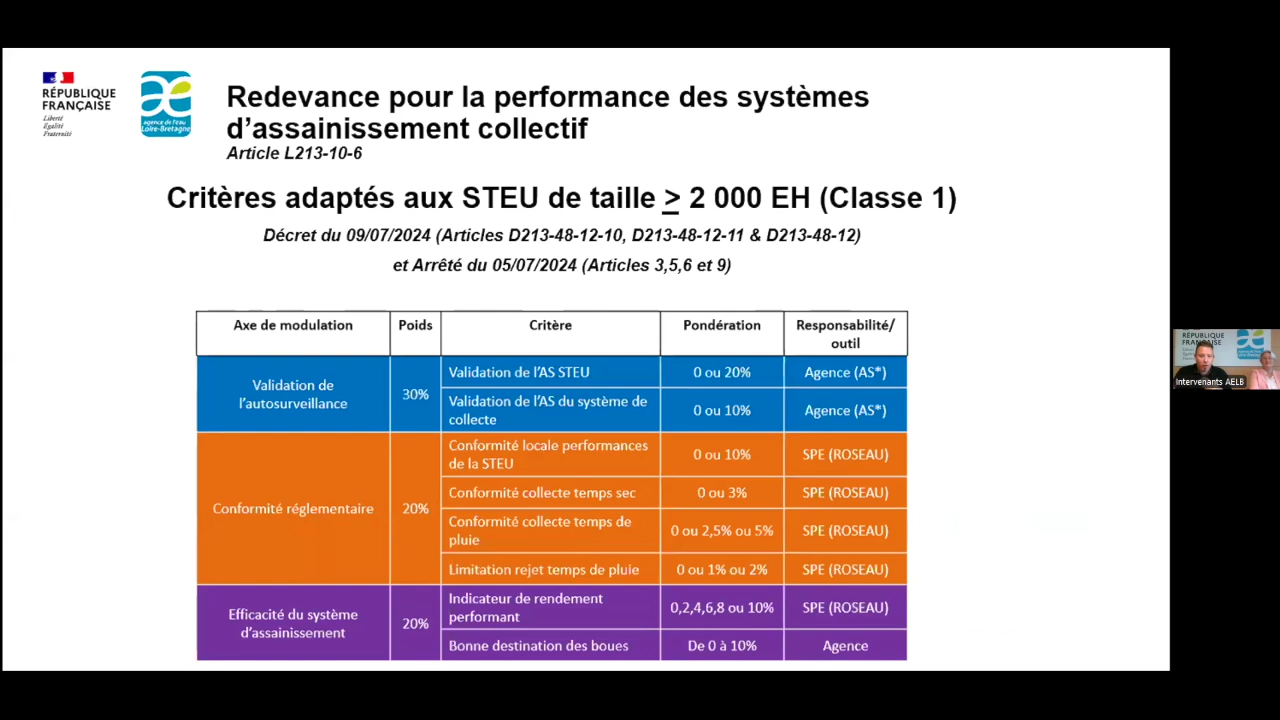 RÉPUBLIQUE
FRANÇAISE
Liberté
Égalité
Fraternité
agence de l'eau
Loire-Bretagne
Redevance pour la performance des systèmes
d'assainissement collectif
Article L213-10-6
Critères adaptés aux STEU de taille > 2 000 EH (Classe 1)
Décret du 09/07/2024 (Articles D213-48-12-10, D213-48-12-11 & D213-48-12)
et Arrêté du 05/07/2024 (Articles 3,5,6 et 9)
Axe de modulation Poids Critère Pondération Responsabilité/
outil
Validation de
l'autosurveillance
30%
Validation de l'AS STEU 0 ou 20% Agence (AS*)
Validation de l'AS du système de
collecte
0 ou 10% Agence (AS*)
Conformité réglementaire 20%
Conformité locale performances
de la STEU
0 ou 10% SPE (ROSEAU)
Conformité collecte temps sec 0 ou 3% SPE (ROSEAU)
Conformité collecte temps de
pluie
0 ou 2,5% ou 5% SPE (ROSEAU)
Limitation rejet temps de pluie 0 ou 1% ou 2% SPE (ROSEAU)
Efficacité du système
d'assainissement
20%
Indicateur de rendement
performant
0,2,4,6,8 ou 10% SPE (ROSEAU)
Bonne destination des boues De 0 à 10% Agence
RÉPUBLIQUE
FRANÇAISE
Intervenants AELB